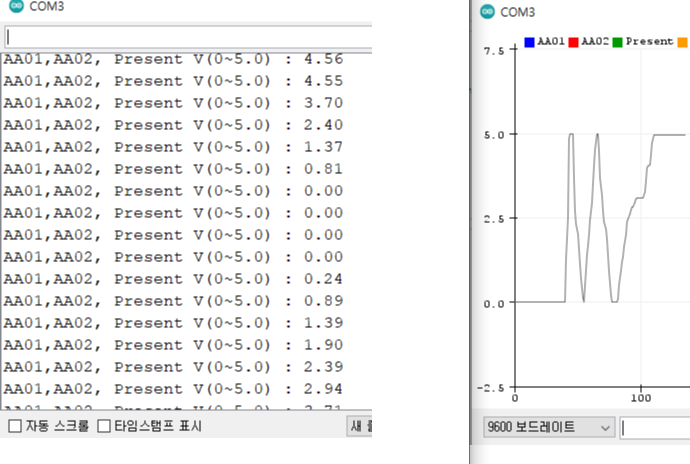 COM3
AA01,AA02, Present V(0~5.0) : 4.56
AA01,AA02, Present V(0~5.0) : 4.55
AA01,AA02, Present V(0~5.0) : 3.70
AA01,AA02, Present V(0~5.0) : 2.40
AA01,AA02, Present V(0~5.0) : 1.37
AA01,AA02, Present V(0~5.0) : 0.81
AA01,AA02, Present V(0~5.0) : 0.00
AA01,AA02, Present V(0~5.0) : 0.00
AA01,AA02, Present V(0~5.0) : 0.00
AA01,AA02, Present V(0~5.0) : 0.00
AA01,AA02, Present V(0~5.0) : 0.24
AA01,AA02, Present V(0~5.0) : 0.89
AA01,AA02, Present V(0~5.0) : 1.39
AA01,AA02, Present V(0~5.0) : 1.90
AA01,AA02, Present V(0~5.0) : 2.39
AA01,AA02, Present V(0~5.0) : 2.94
AA01,AA02, Present V(0~5.0) : 3.71
자동 스크롤 타임스탬프 표시 새
COM3
AA01 AA02 Present
7.5
5.0
2.5
0.0
-2.5
0 100
9600 보드레이트